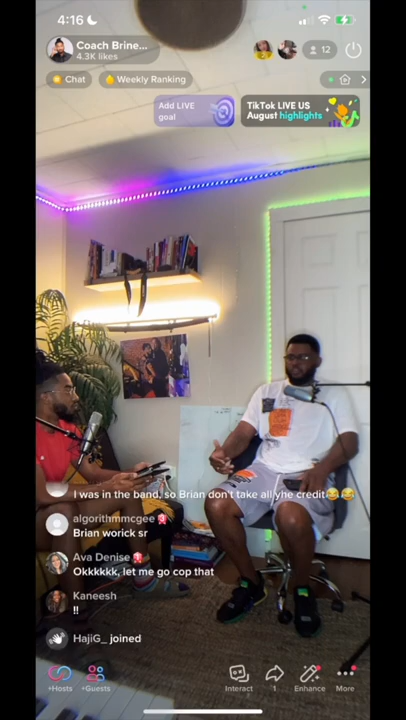 4:16
Coach Brine...
4.3K likes
12
Chat
Weekly Ranking
Add LIVE
goal
TikTok LIVE US
August highlights
I was in the band, so Brian don't take all yhe credit😂😂
algorithmmcgee
Brian worick sr
Ava Denise
Okkkkkk, let me go cop that
Kaneesh
!!
HajiG_ joined
+Hosts
+Guests
Interact
1
Enhance
More